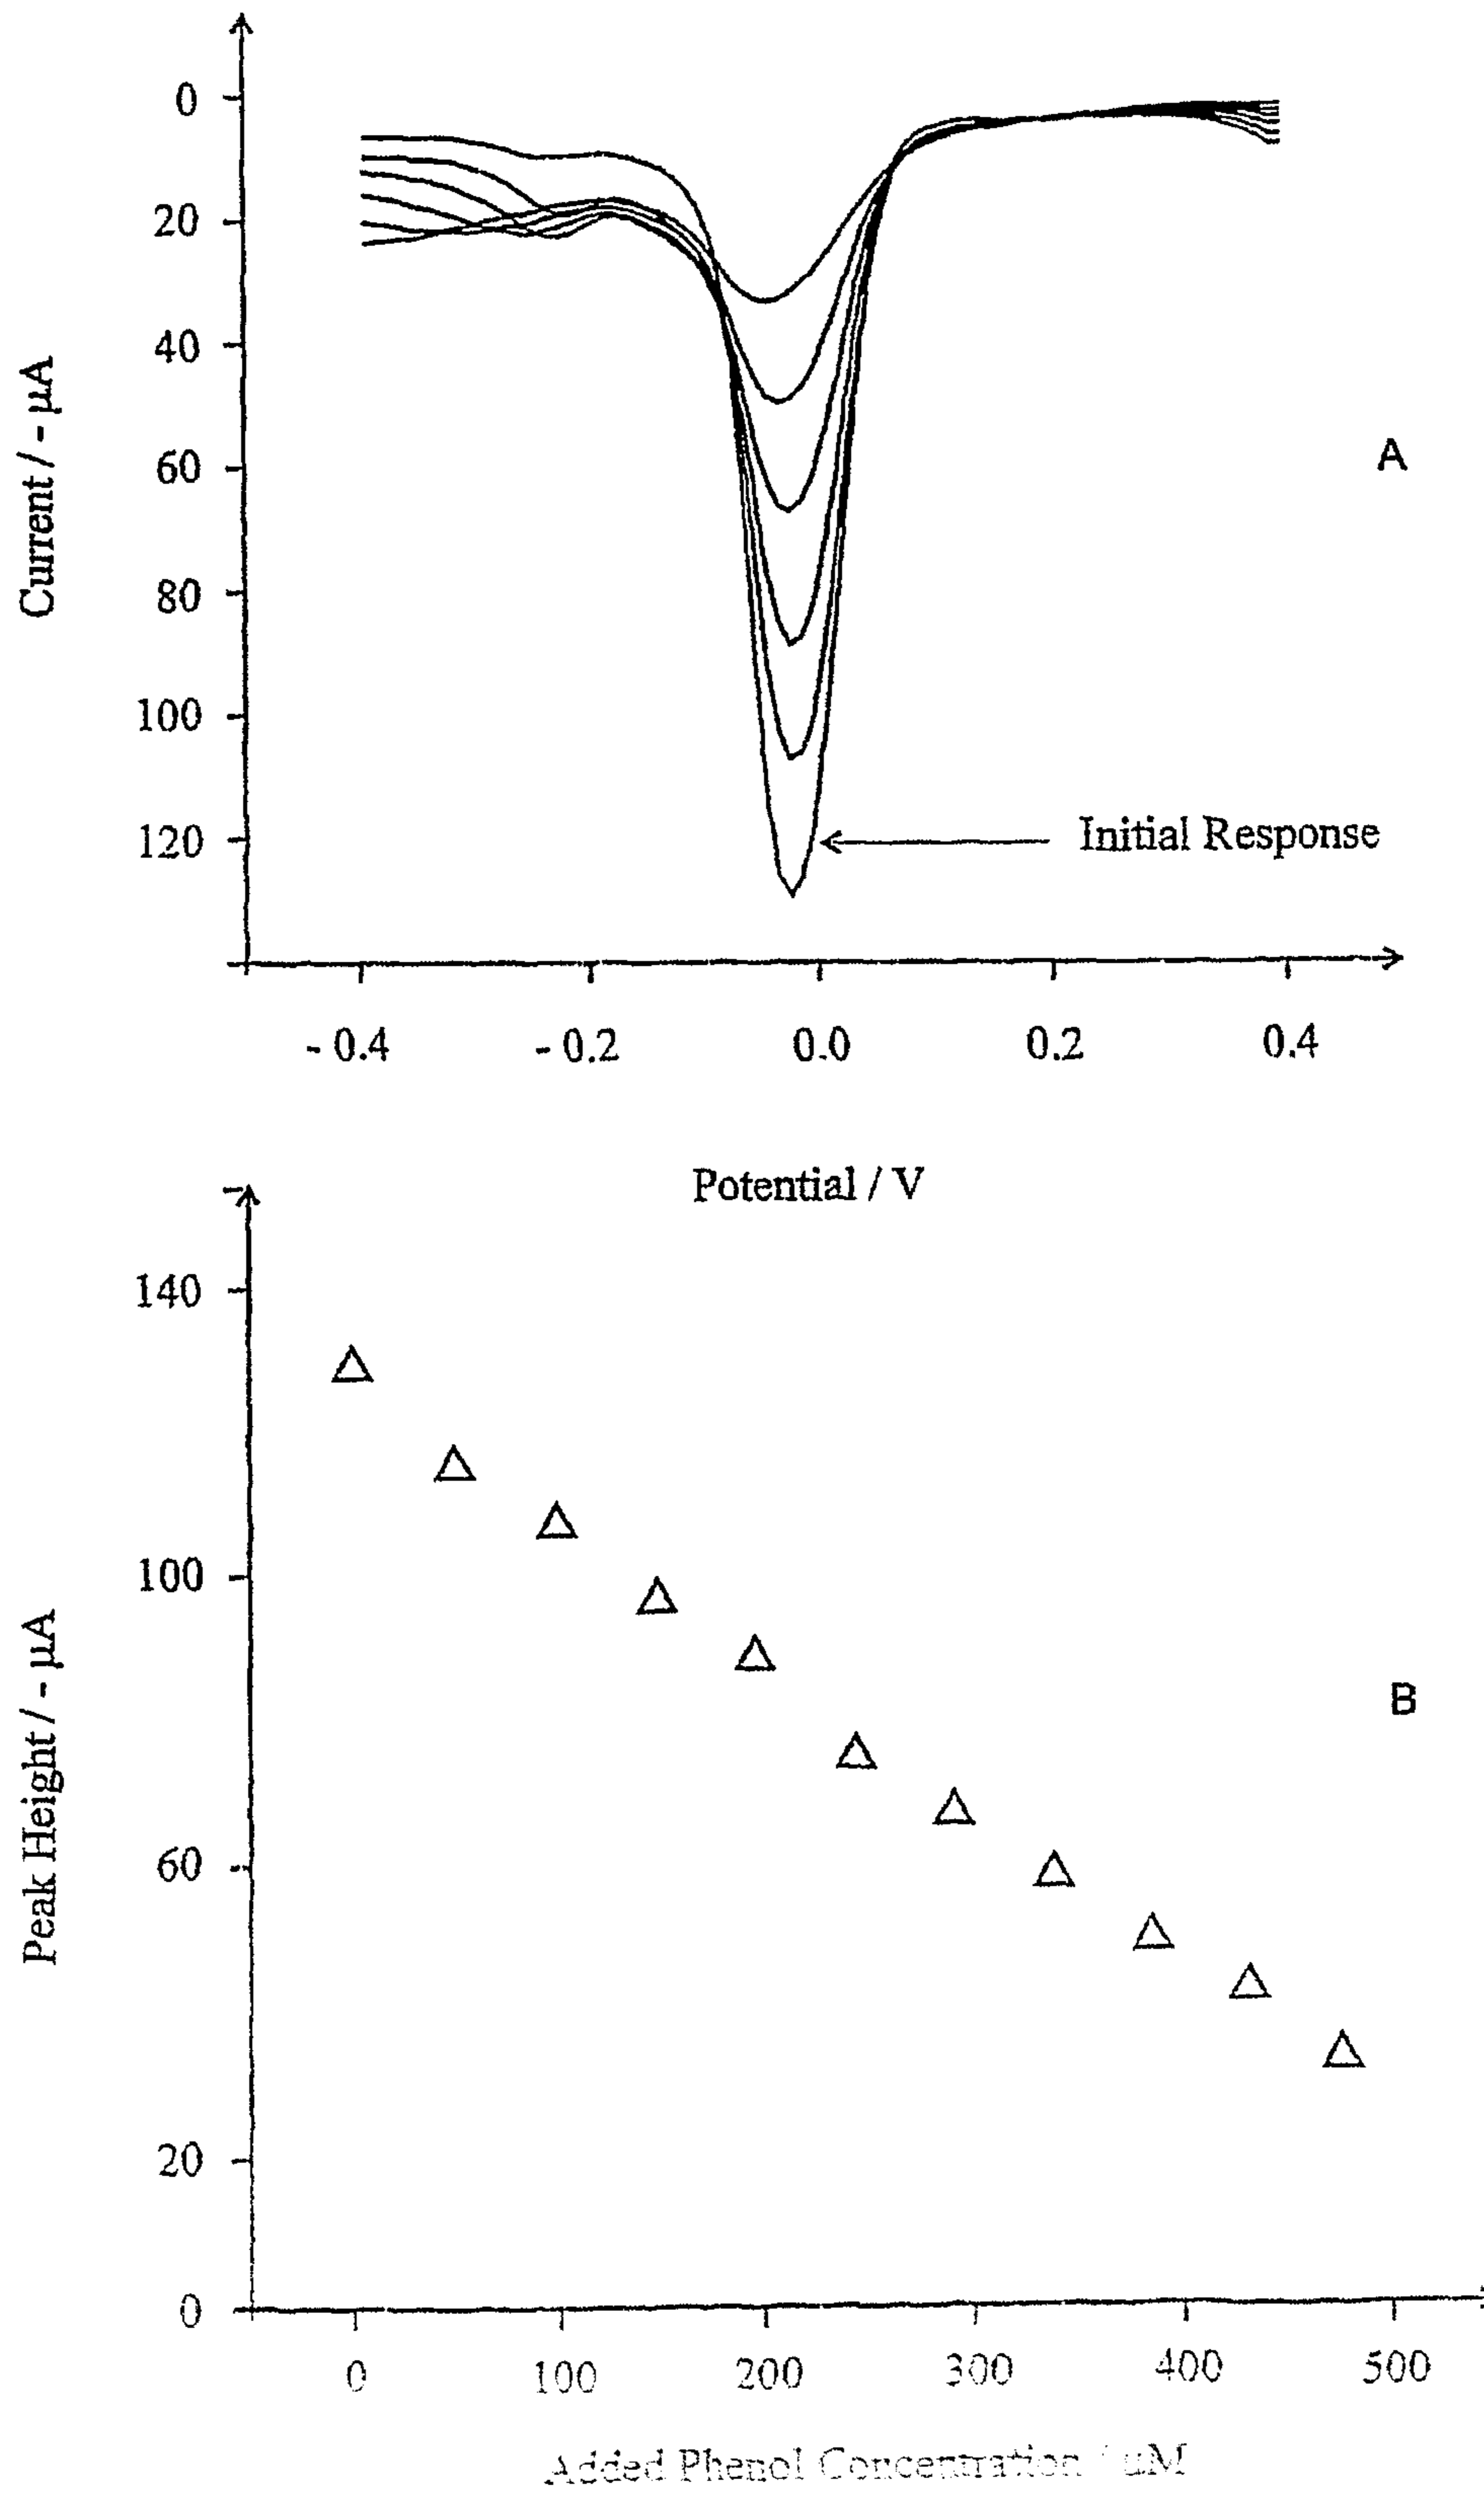 0
20
40
60
80
100
120
Current / - µA
A
Initial Response
- 0.4 - 0.2 0.0 0.2 0.4
Potential / V
140
100
60
20
0
Peak Height / - µA
B
0 100 200 300 400 500
Added Phenol Concentration / µM